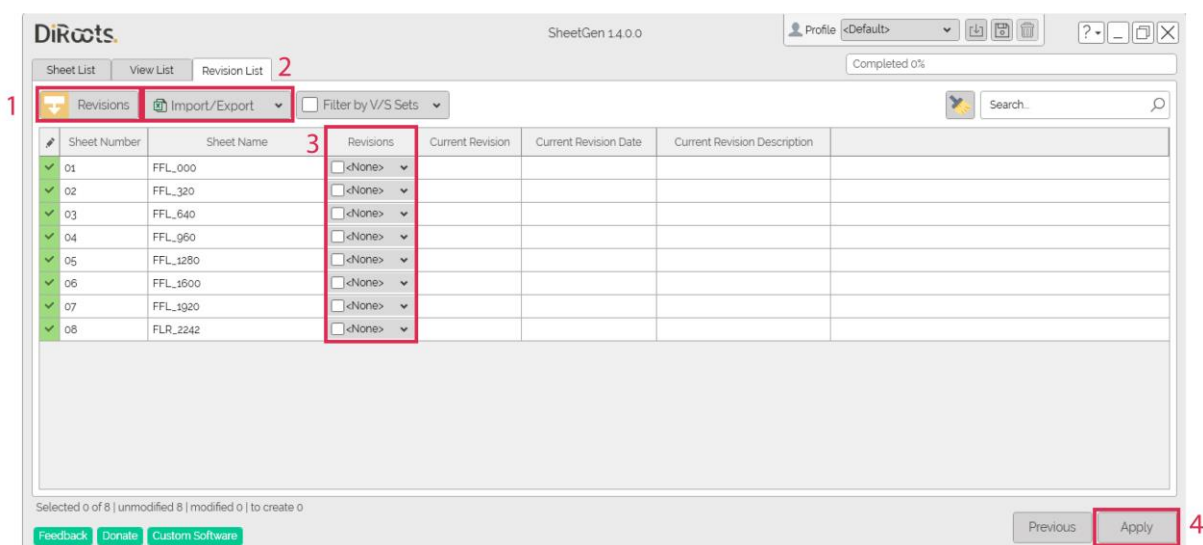 DiRoots. SheetGen 1.4.0.0 Profile <Default> ?
Sheet List View List Revision List 2 Completed 0%
1 Revisions Import/Export Filter by V/S Sets Search...
Sheet Number Sheet Name 3 Revisions Current Revision Current Revision Date Current Revision Description
01 FFL_000 <None>
02 FFL_320 <None>
03 FFL_640 <None>
04 FFL_960 <None>
05 FFL_1280 <None>
06 FFL_1600 <None>
07 FFL_1920 <None>
08 FLR_2242 <None>
Selected 0 of 8 | unmodified 8 | modified 0 | to create 0
Feedback Donate Custom Software Previous Apply 4